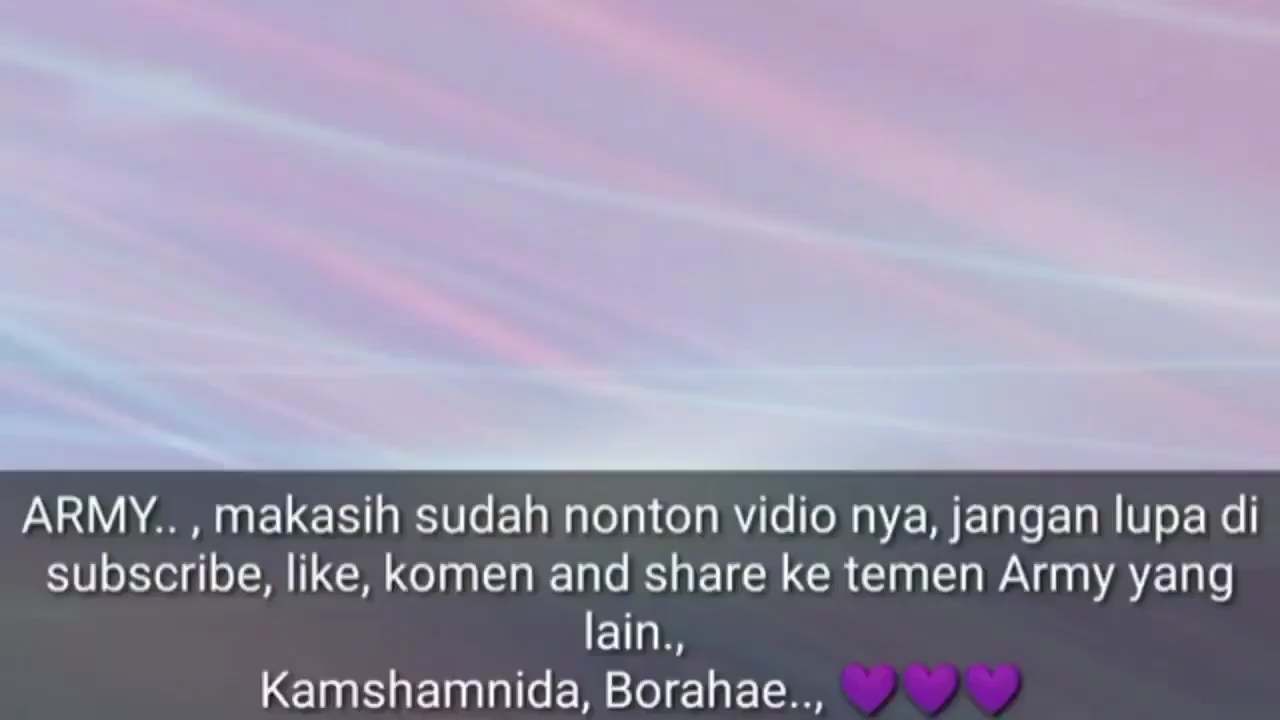 ARMY.. , makasih sudah nonton vidio nya, jangan lupa di
subscribe, like, komen and share ke temen Army yang
lain.,
Kamshamnida, Borahae.., 💜💜💜